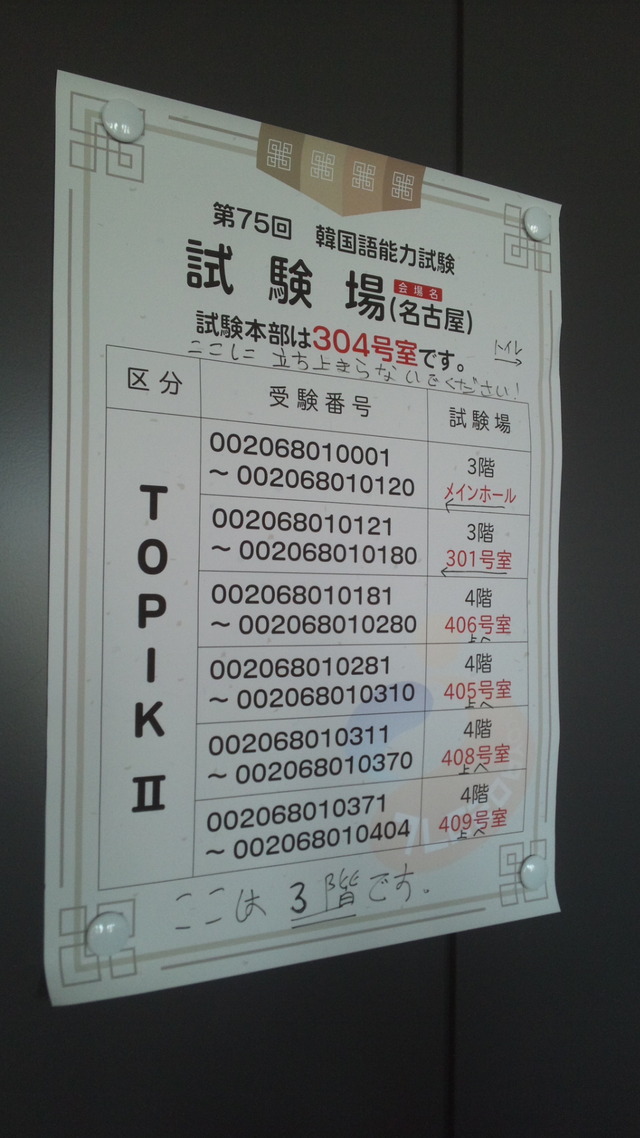 第75回 韓国語能力試験
試験場 会場名 (名古屋)
試験本部は304号室です。
トイレ →
ここに 立ち上まらないでください!
区分 受験番号 試験場
TOPIK Ⅱ
002068010001 3階
～ 002068010120 メインホール
←
002068010121 3階
～ 002068010180 301号室
←
002068010181 4階
～ 002068010280 406号室
上へ
002068010281 4階
～ 002068010310 405号室
上へ
002068010311 4階
～ 002068010370 408号室
上へ
002068010371 4階
～ 002068010404 409号室
上へ
ここは 3階です。